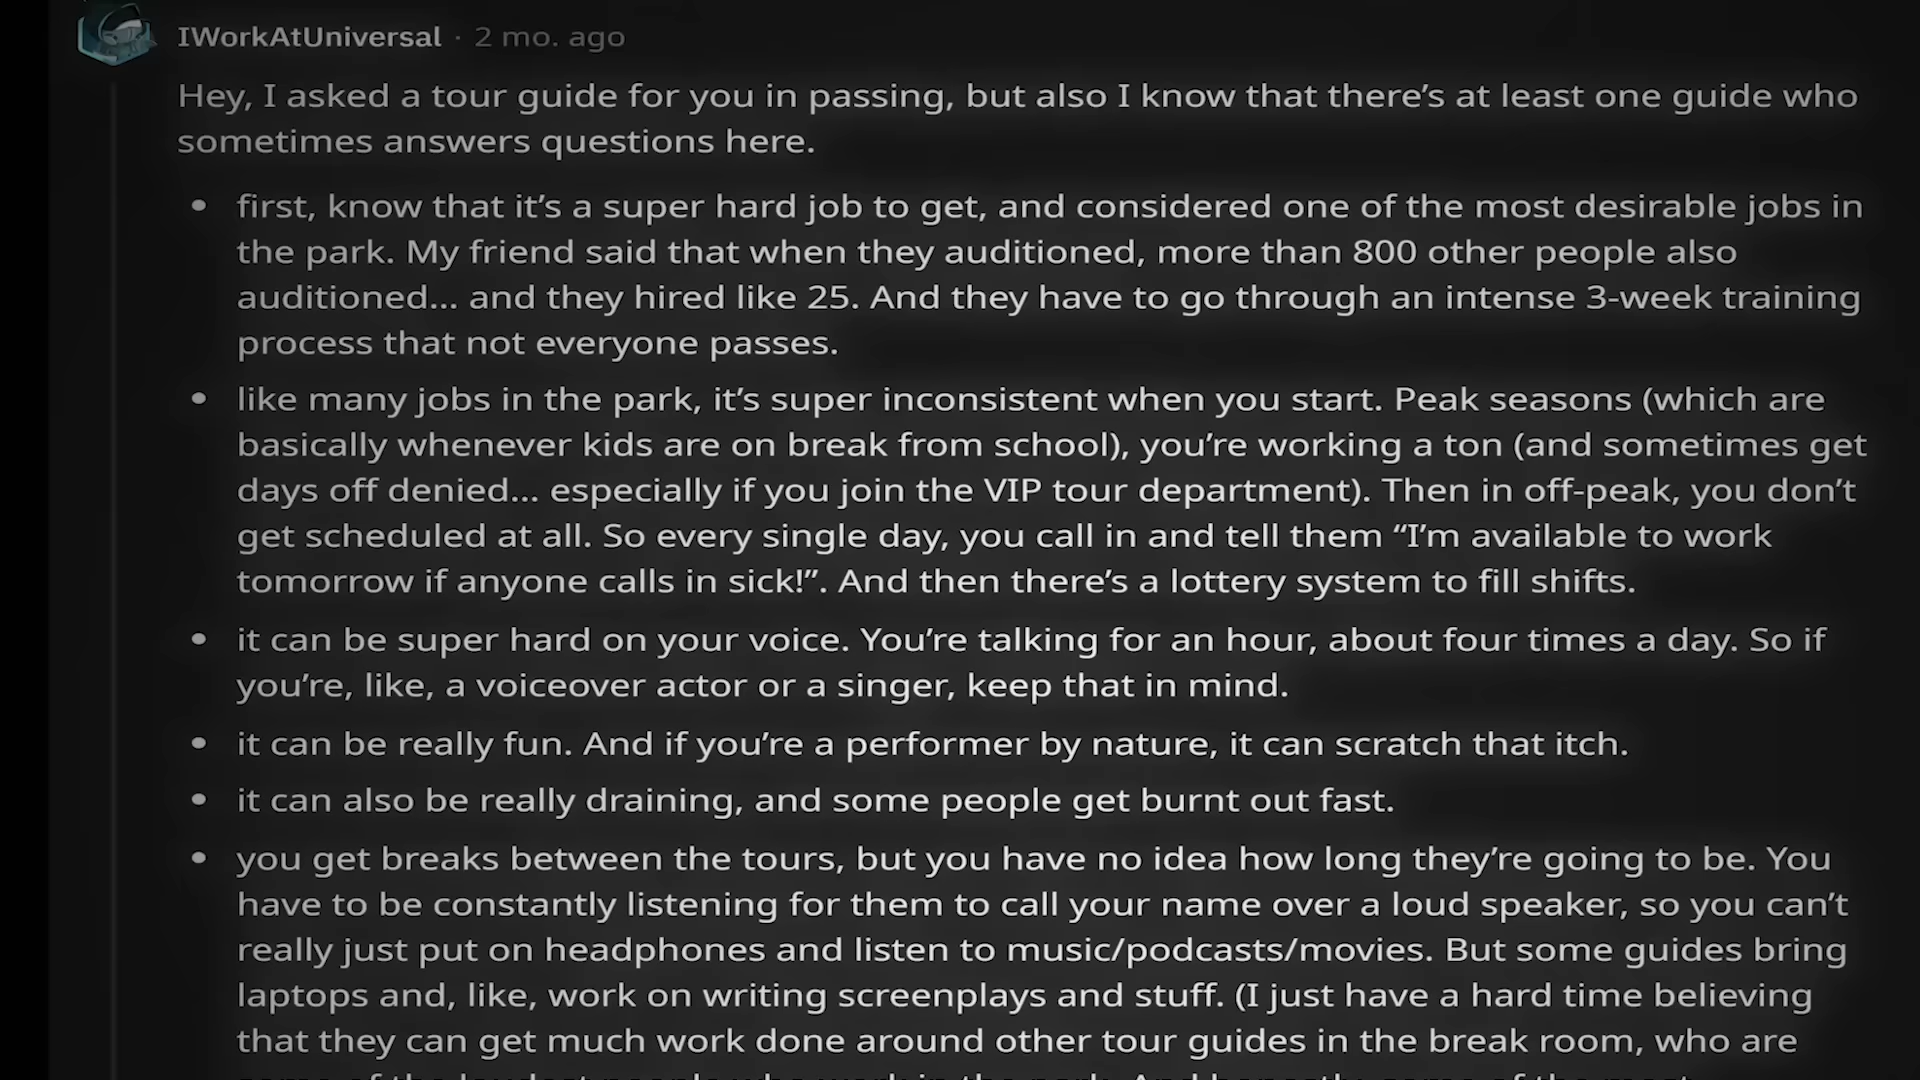 IWorkAtUniversal · 2 mo. ago
Hey, I asked a tour guide for you in passing, but also I know that there’s at least one guide who
sometimes answers questions here.
• first, know that it’s a super hard job to get, and considered one of the most desirable jobs in
the park. My friend said that when they auditioned, more than 800 other people also
auditioned... and they hired like 25. And they have to go through an intense 3-week training
process that not everyone passes.
• like many jobs in the park, it’s super inconsistent when you start. Peak seasons (which are
basically whenever kids are on break from school), you’re working a ton (and sometimes get
days off denied... especially if you join the VIP tour department). Then in off-peak, you don’t
get scheduled at all. So every single day, you call in and tell them “I’m available to work
tomorrow if anyone calls in sick!”. And then there’s a lottery system to fill shifts.
• it can be super hard on your voice. You’re talking for an hour, about four times a day. So if
you’re, like, a voiceover actor or a singer, keep that in mind.
• it can be really fun. And if you’re a performer by nature, it can scratch that itch.
• it can also be really draining, and some people get burnt out fast.
• you get breaks between the tours, but you have no idea how long they’re going to be. You
have to be constantly listening for them to call your name over a loud speaker, so you can’t
really just put on headphones and listen to music/podcasts/movies. But some guides bring
laptops and, like, work on writing screenplays and stuff. (I just have a hard time believing
that they can get much work done around other tour guides in the break room, who are